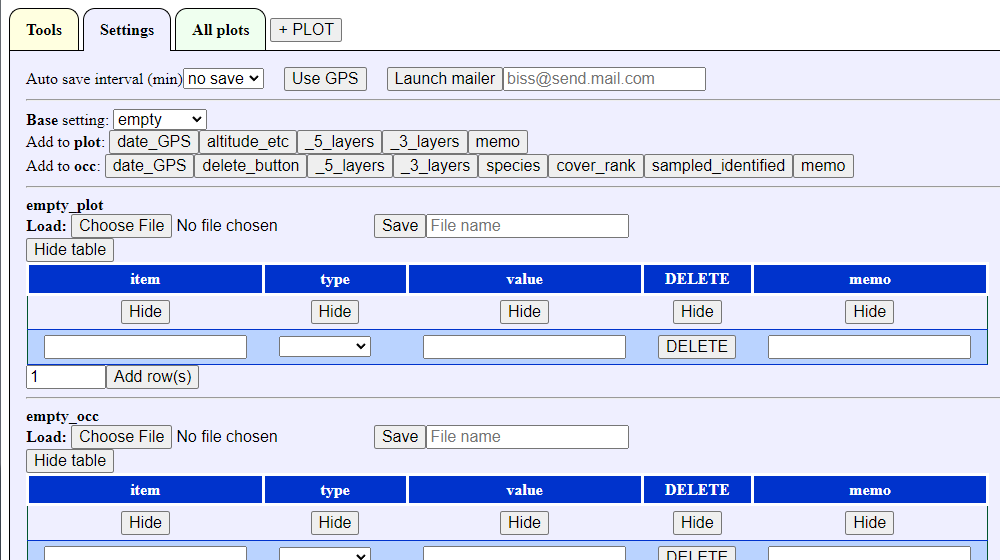 Tools Settings All plots + PLOT
Auto save interval (min) no save Use GPS Launch mailer biss@send.mail.com
Base setting: empty
Add to plot: date_GPS altitude_etc _5_layers _3_layers memo
Add to occ: date_GPS delete_button _5_layers _3_layers species cover_rank sampled_identified memo
empty_plot
Load: Choose File No file chosen Save File name
Hide table
item type value DELETE memo
Hide Hide Hide Hide Hide
DELETE
1 Add row(s)
empty_occ
Load: Choose File No file chosen Save File name
Hide table
item type value DELETE memo
Hide Hide Hide Hide Hide
DELETE